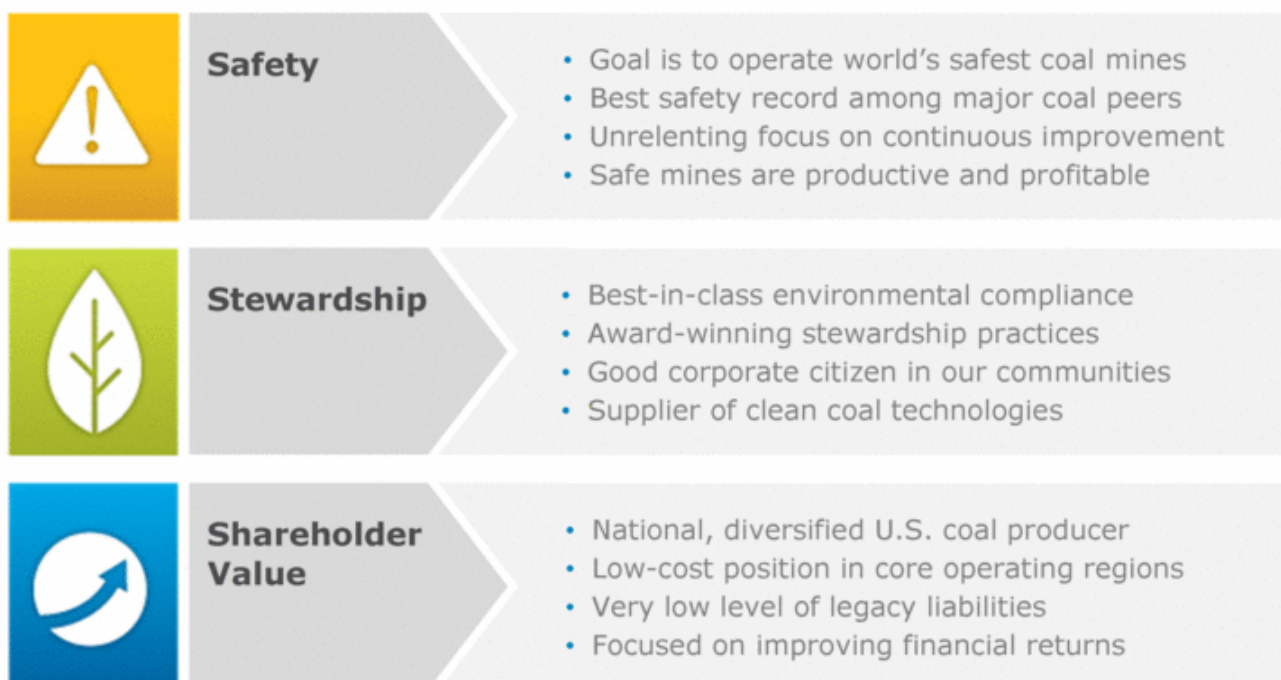 Safety
• Goal is to operate world's safest coal mines
• Best safety record among major coal peers
• Unrelenting focus on continuous improvement
• Safe mines are productive and profitable
Stewardship
• Best-in-class environmental compliance
• Award-winning stewardship practices
• Good corporate citizen in our communities
• Supplier of clean coal technologies
Shareholder
Value
• National, diversified U.S. coal producer
• Low-cost position in core operating regions
• Very low level of legacy liabilities
• Focused on improving financial returns